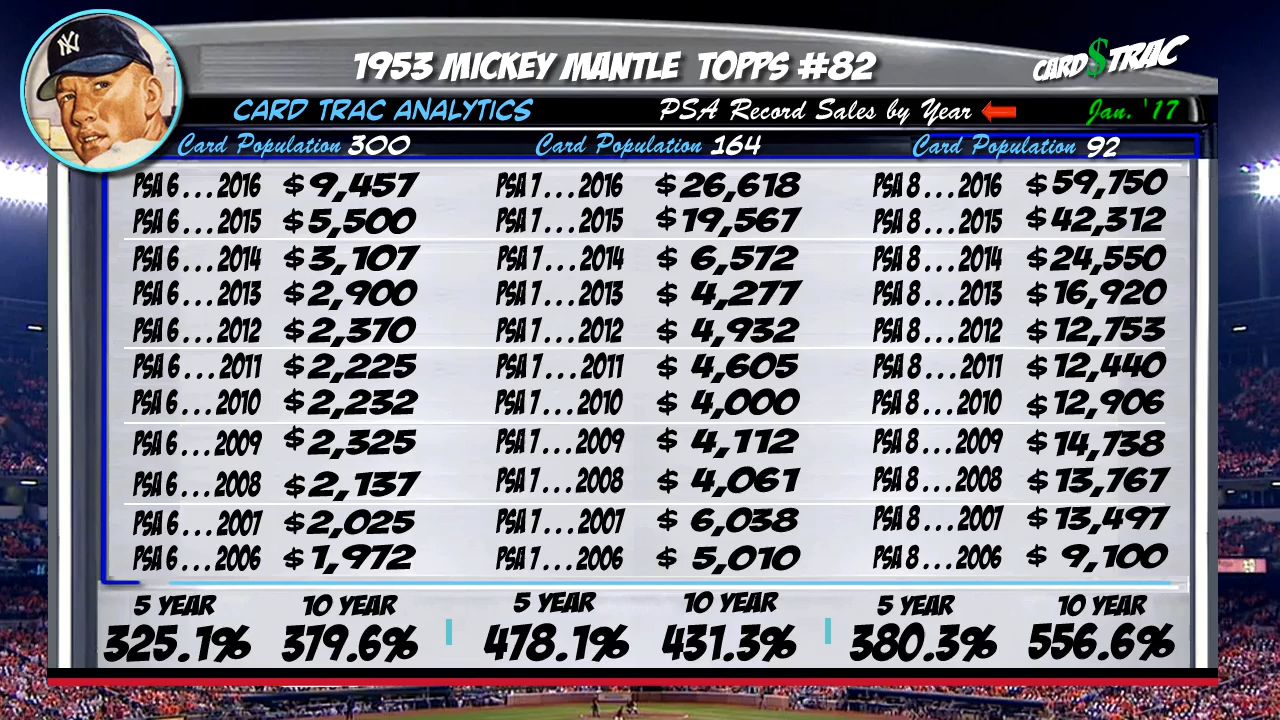 1953 MICKEY MANTLE TOPPS #82
CARD $ TRAC
CARD TRAC ANALYTICS PSA Record Sales by Year Jan. '17
Card Population 300 Card Population 164 Card Population 92
PSA 6...2016 $9,457 PSA 7...2016 $26,618 PSA 8...2016 $59,750
PSA 6...2015 $5,500 PSA 7...2015 $19,567 PSA 8...2015 $42,312
PSA 6...2014 $3,107 PSA 7...2014 $6,572 PSA 8...2014 $24,550
PSA 6...2013 $2,900 PSA 7...2013 $4,277 PSA 8...2013 $16,920
PSA 6...2012 $2,370 PSA 7...2012 $4,932 PSA 8...2012 $12,753
PSA 6...2011 $2,225 PSA 7...2011 $4,605 PSA 8...2011 $12,440
PSA 6...2010 $2,232 PSA 7...2010 $4,000 PSA 8...2010 $12,906
PSA 6...2009 $2,325 PSA 7...2009 $4,112 PSA 8...2009 $14,738
PSA 6...2008 $2,137 PSA 7...2008 $4,061 PSA 8...2008 $13,767
PSA 6...2007 $2,025 PSA 7...2007 $6,038 PSA 8...2007 $13,497
PSA 6...2006 $1,972 PSA 7...2006 $5,010 PSA 8...2006 $9,100
5 YEAR 10 YEAR 5 YEAR 10 YEAR 5 YEAR 10 YEAR
325.1% 379.6% 478.1% 431.3% 380.3% 556.6%